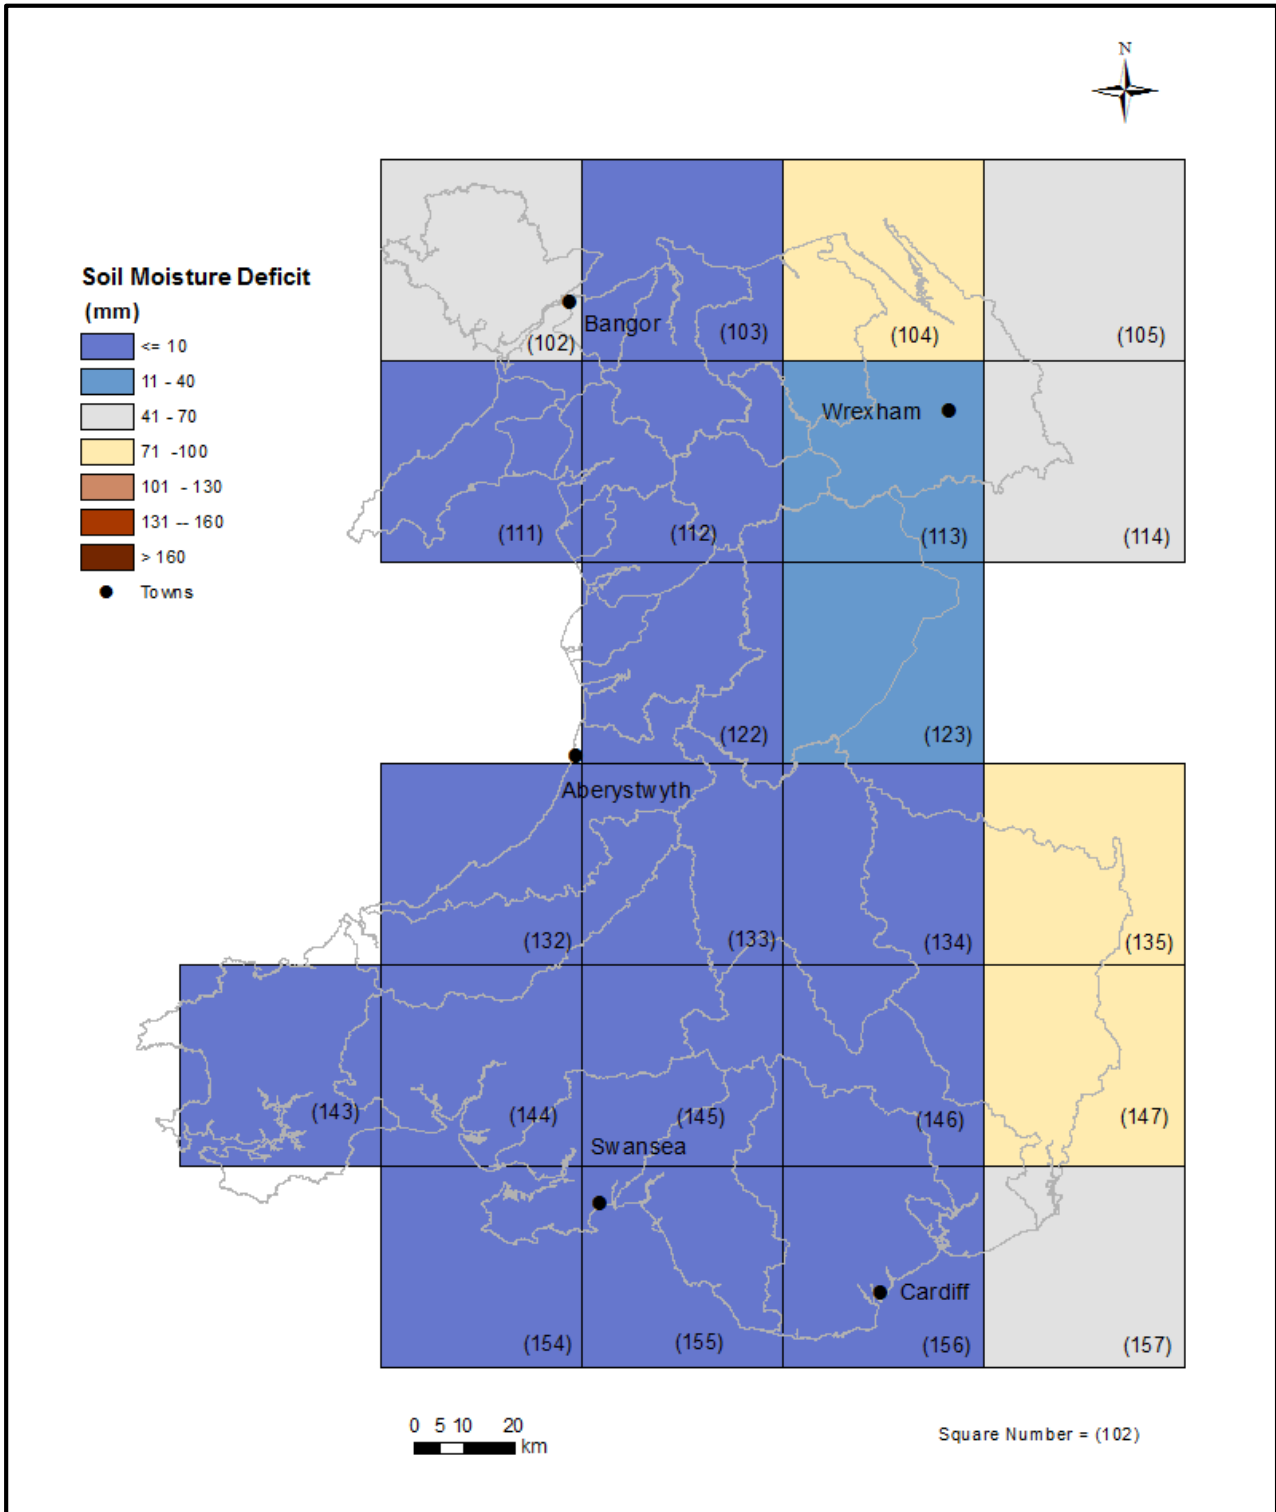 N
Soil Moisture Deficit
(mm)
<= 10
11 - 40
41 - 70
71 -100
101 - 130
131 -- 160
> 160
Towns
Bangor
(102)
(103)
(104)
(105)
Wrexham
(111)
(112)
(113)
(114)
(122)
(123)
Aberystwyth
(132)
(133)
(134)
(135)
(143)
(144)
(145)
(146)
(147)
Swansea
Cardiff
(154)
(155)
(156)
(157)
0 5 10 20
km
Square Number = (102)